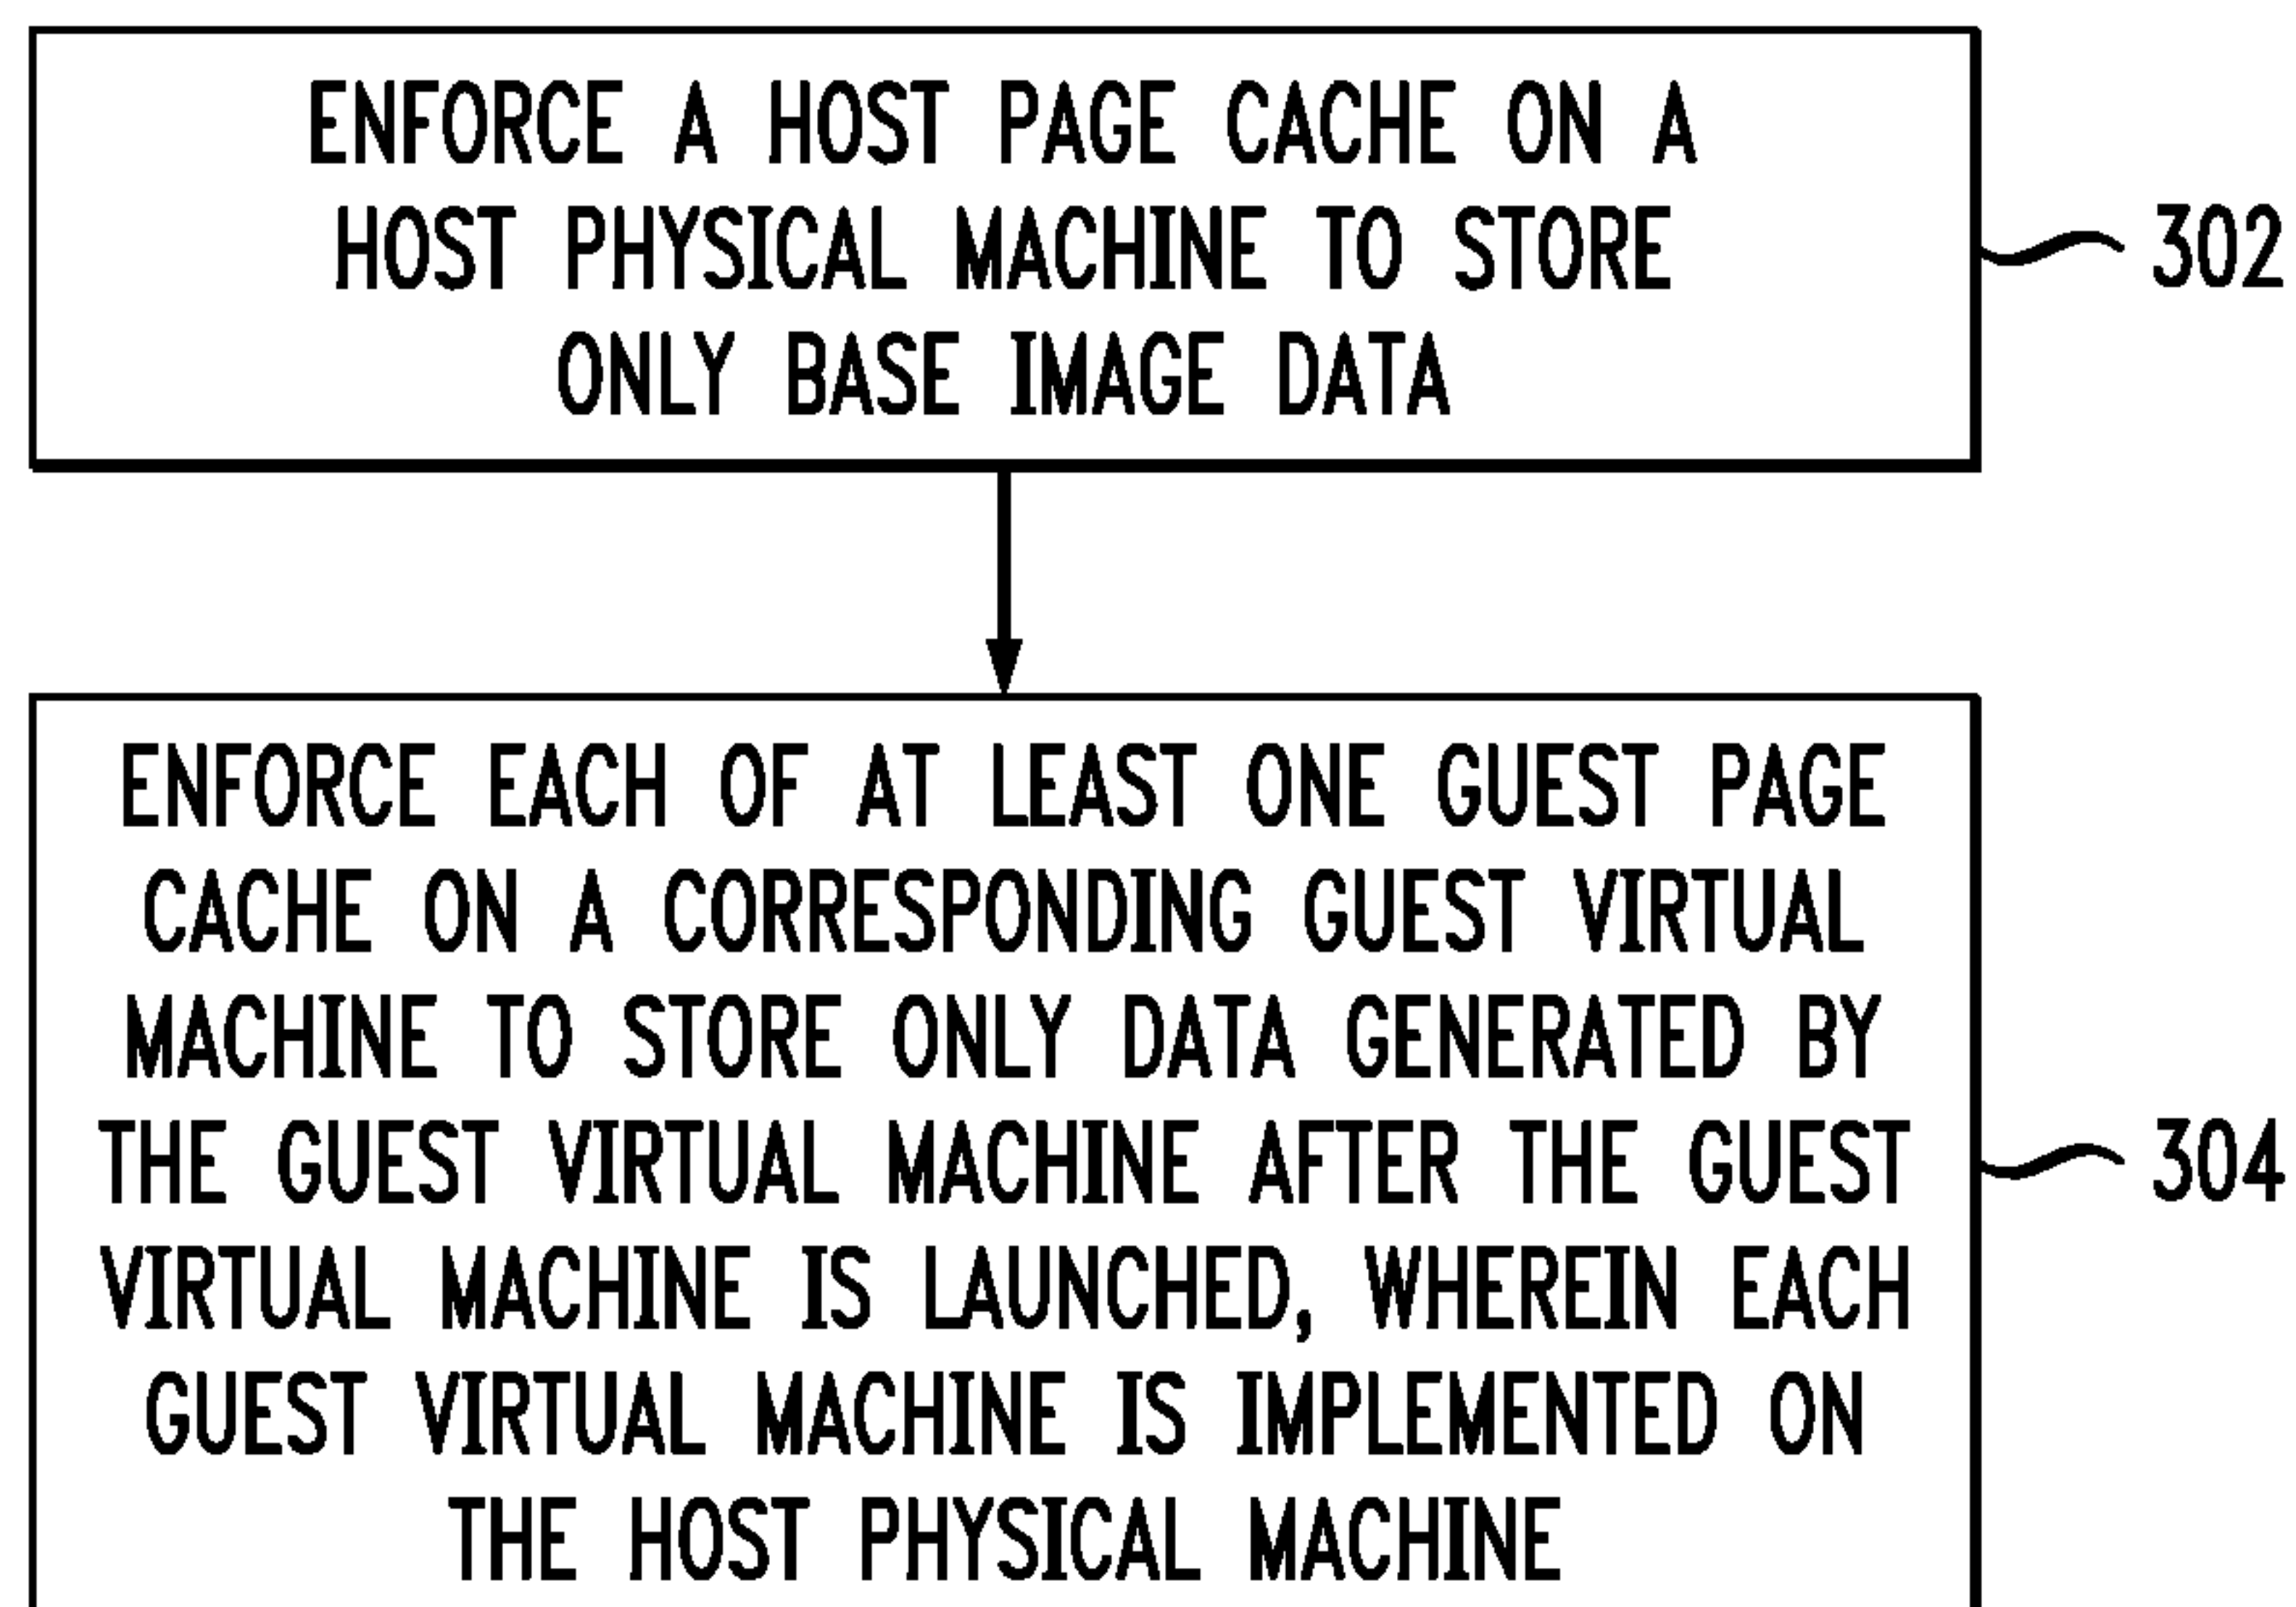 ENFORCE A HOST PAGE CACHE ON A
HOST PHYSICAL MACHINE TO STORE
ONLY BASE IMAGE DATA
302
ENFORCE EACH OF AT LEAST ONE GUEST PAGE
CACHE ON A CORRESPONDING GUEST VIRTUAL
MACHINE TO STORE ONLY DATA GENERATED BY
THE GUEST VIRTUAL MACHINE AFTER THE GUEST
VIRTUAL MACHINE IS LAUNCHED, WHEREIN EACH
GUEST VIRTUAL MACHINE IS IMPLEMENTED ON
THE HOST PHYSICAL MACHINE
304